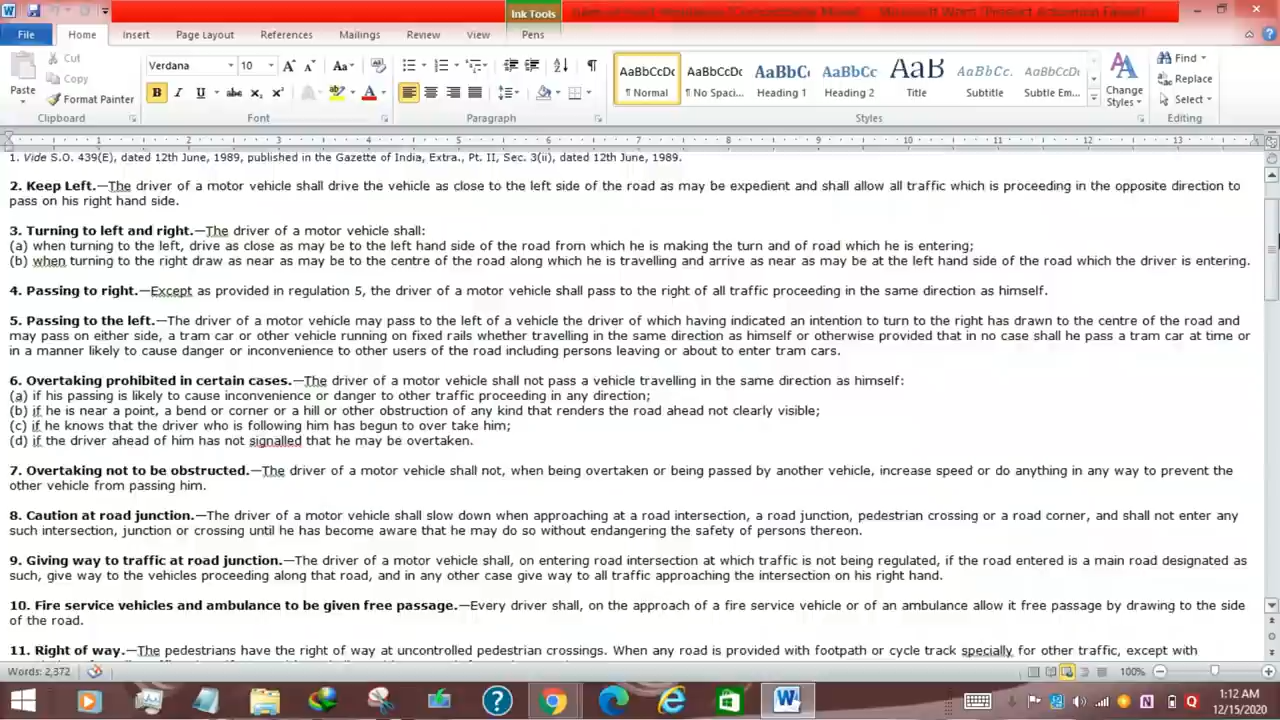 Ink Tools
File Home Insert Page Layout References Mailings Review View Pens
Cut
Copy
Format Painter
Paste
Clipboard
Verdana 10
Font
Paragraph
AaBbCcDc AaBbCcDc AaBbC AaBbCc AaB AaBbCc. AaBbCcDc
¶ Normal ¶ No Spaci... Heading 1 Heading 2 Title Subtitle Subtle Em...
Change Styles
Styles
Find
Replace
Select
Editing
1 2 3 4 5 6 7 8 9 10 11 12 13
1. Vide S.O. 439(E), dated 12th June, 1989, published in the Gazette of India, Extra., Pt. II, Sec. 3(ii), dated 12th June, 1989.
2. Keep Left.—The driver of a motor vehicle shall drive the vehicle as close to the left side of the road as may be expedient and shall allow all traffic which is proceeding in the opposite direction to
pass on his right hand side.
3. Turning to left and right.—The driver of a motor vehicle shall:
(a) when turning to the left, drive as close as may be to the left hand side of the road from which he is making the turn and of road which he is entering;
(b) when turning to the right draw as near as may be to the centre of the road along which he is travelling and arrive as near as may be at the left hand side of the road which the driver is entering.
4. Passing to right.—Except as provided in regulation 5, the driver of a motor vehicle shall pass to the right of all traffic proceeding in the same direction as himself.
5. Passing to the left.—The driver of a motor vehicle may pass to the left of a vehicle the driver of which having indicated an intention to turn to the right has drawn to the centre of the road and
may pass on either side, a tram car or other vehicle running on fixed rails whether travelling in the same direction as himself or otherwise provided that in no case shall he pass a tram car at time or
in a manner likely to cause danger or inconvenience to other users of the road including persons leaving or about to enter tram cars.
6. Overtaking prohibited in certain cases.—The driver of a motor vehicle shall not pass a vehicle travelling in the same direction as himself:
(a) if his passing is likely to cause inconvenience or danger to other traffic proceeding in any direction;
(b) if he is near a point, a bend or corner or a hill or other obstruction of any kind that renders the road ahead not clearly visible;
(c) if he knows that the driver who is following him has begun to over take him;
(d) if the driver ahead of him has not signalled that he may be overtaken.
7. Overtaking not to be obstructed.—The driver of a motor vehicle shall not, when being overtaken or being passed by another vehicle, increase speed or do anything in any way to prevent the
other vehicle from passing him.
8. Caution at road junction.—The driver of a motor vehicle shall slow down when approaching at a road intersection, a road junction, pedestrian crossing or a road corner, and shall not enter any
such intersection, junction or crossing until he has become aware that he may do so without endangering the safety of persons thereon.
9. Giving way to traffic at road junction.—The driver of a motor vehicle shall, on entering road intersection at which traffic is not being regulated, if the road entered is a main road designated as
such, give way to the vehicles proceeding along that road, and in any other case give way to all traffic approaching the intersection on his right hand.
10. Fire service vehicles and ambulance to be given free passage.—Every driver shall, on the approach of a fire service vehicle or of an ambulance allow it free passage by drawing to the side
of the road.
11. Right of way.—The pedestrians have the right of way at uncontrolled pedestrian crossings. When any road is provided with footpath or cycle track specially for other traffic, except with
Words: 2,372
100%
1:12 AM
12/15/2020